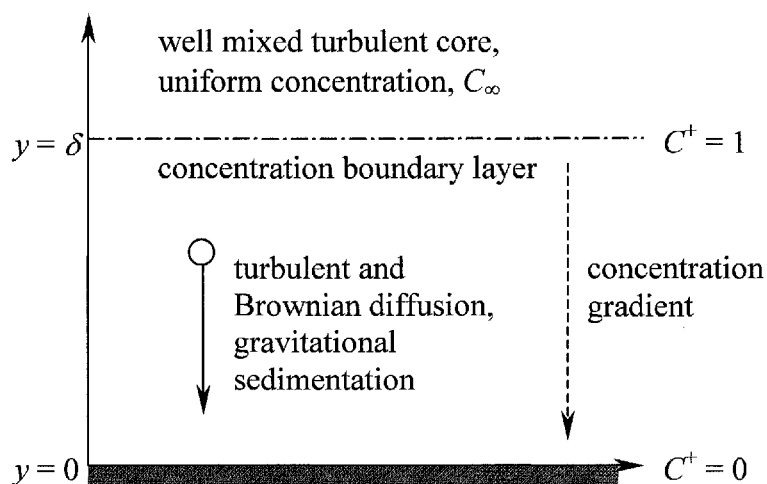 well mixed turbulent core,
uniform concentration, C∞
y = δ
C⁺ = 1
concentration boundary layer
turbulent and
Brownian diffusion,
gravitational
sedimentation
concentration
gradient
y = 0
C⁺ = 0